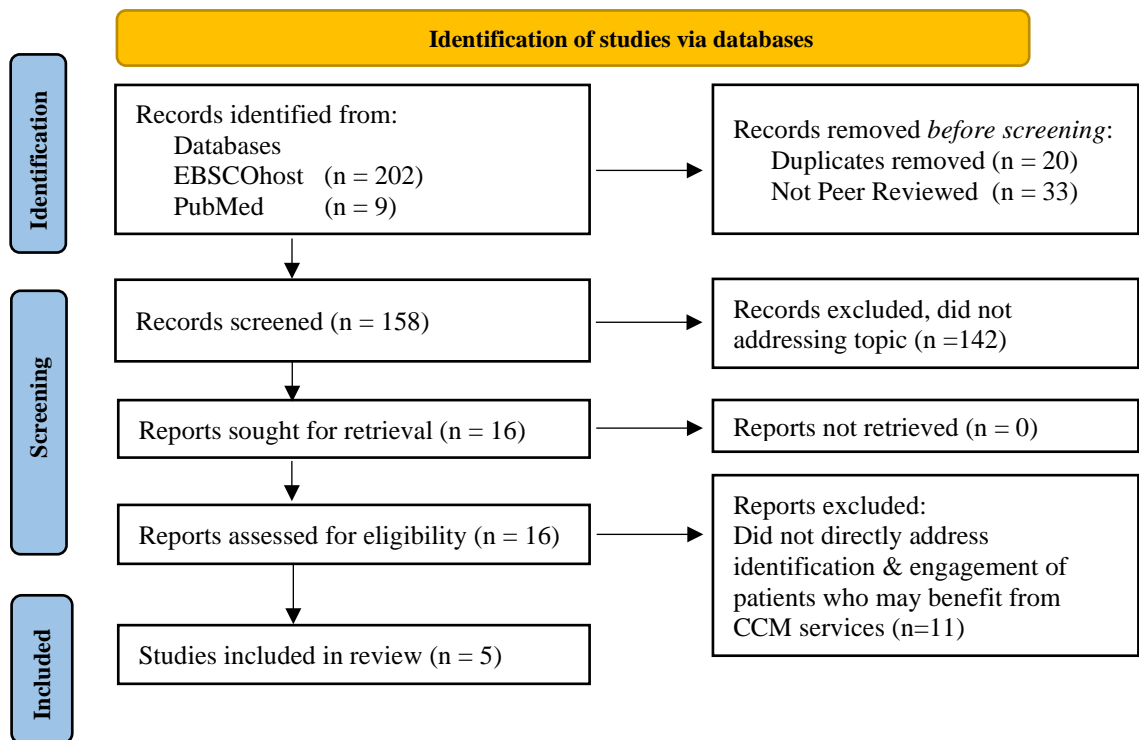 Identification of studies via databases
Identification
Records identified from:
Databases
EBSCOhost (n = 202)
PubMed (n = 9)
Records removed before screening:
Duplicates removed (n = 20)
Not Peer Reviewed (n = 33)
Screening
Records screened (n = 158)
Records excluded, did not
addressing topic (n =142)
Reports sought for retrieval (n = 16)
Reports not retrieved (n = 0)
Reports assessed for eligibility (n = 16)
Reports excluded:
Did not directly address
identification & engagement of
patients who may benefit from
CCM services (n=11)
Included
Studies included in review (n = 5)